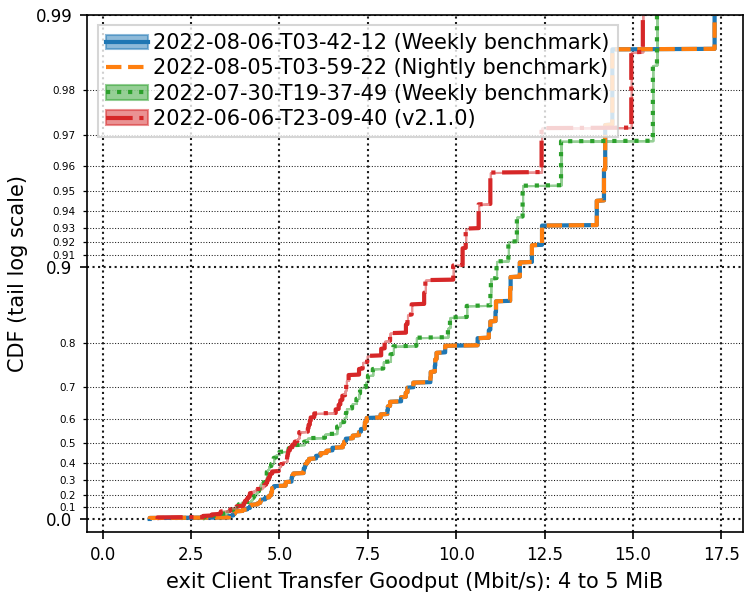 0.99
2022-08-06-T03-42-12 (Weekly benchmark)
2022-08-05-T03-59-22 (Nightly benchmark)
2022-07-30-T19-37-49 (Weekly benchmark)
2022-06-06-T23-09-40 (v2.1.0)
0.98
0.97
0.96
0.95
0.94
0.93
0.92
0.91
0.9
0.8
0.7
0.6
0.5
0.4
0.3
0.2
0.1
0.0
CDF (tail log scale)
0.0 2.5 5.0 7.5 10.0 12.5 15.0 17.5
exit Client Transfer Goodput (Mbit/s): 4 to 5 MiB